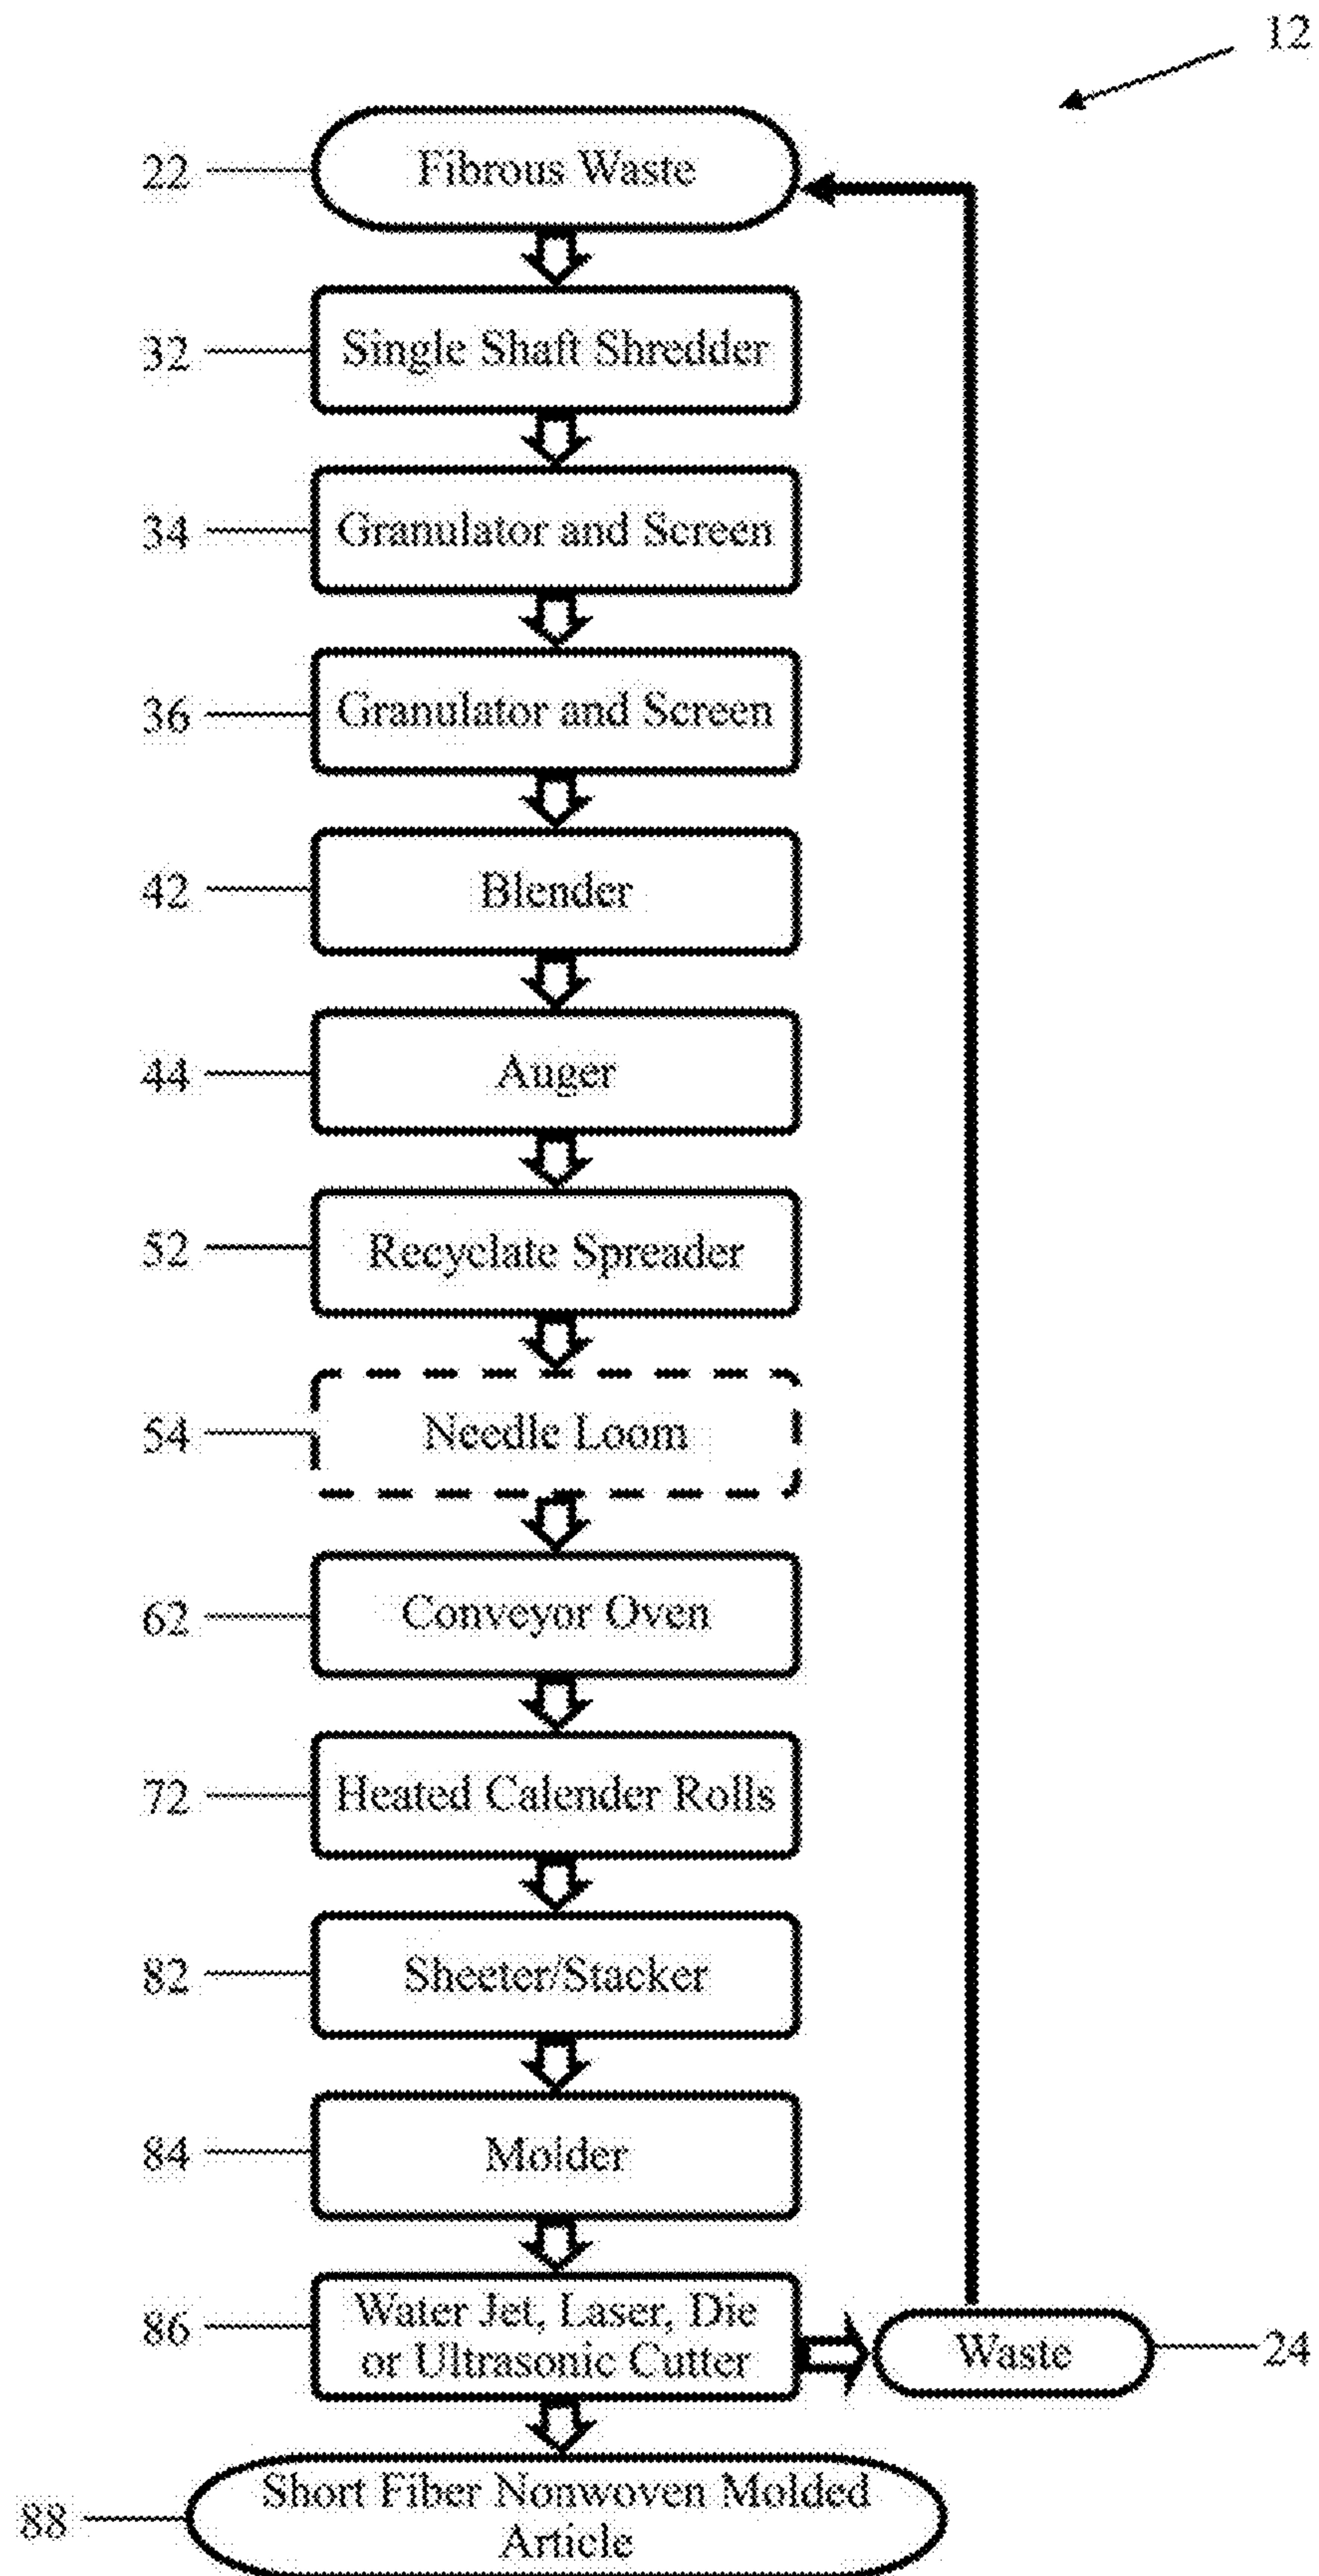 12
22 Fibrous Waste
32 Single Shaft Shredder
34 Granulator and Screen
36 Granulator and Screen
42 Blender
44 Auger
52 Recyclate Spreader
54 Needle Loom
62 Conveyor Oven
72 Heated Calender Rolls
82 Sheeter/Stacker
84 Molder
86 Water Jet, Laser, Die
or Ultrasonic Cutter
Waste 24
88 Short Fiber Nonwoven Molded
Article